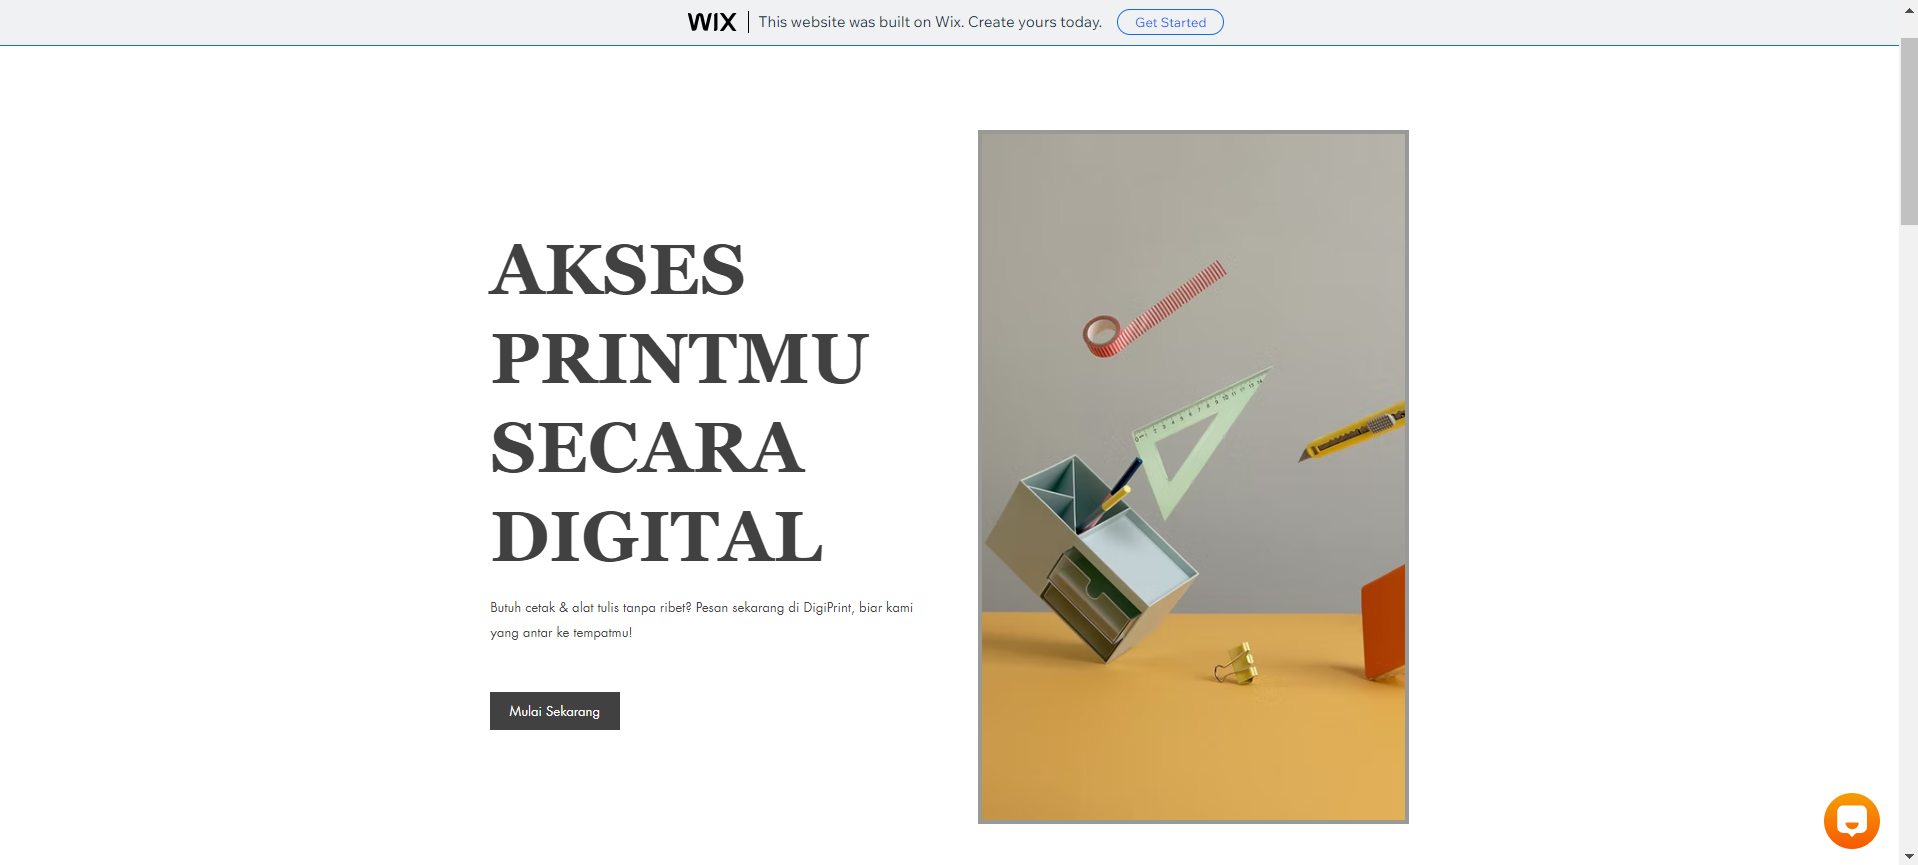 WIX
This website was built on Wix. Create yours today.
Get Started
AKSES
PRINTMU
SECARA
DIGITAL
Butuh cetak & alat tulis tanpa ribet? Pesan sekarang di DigiPrint, biar kami
yang antar ke tempatmu!
Mulai Sekarang